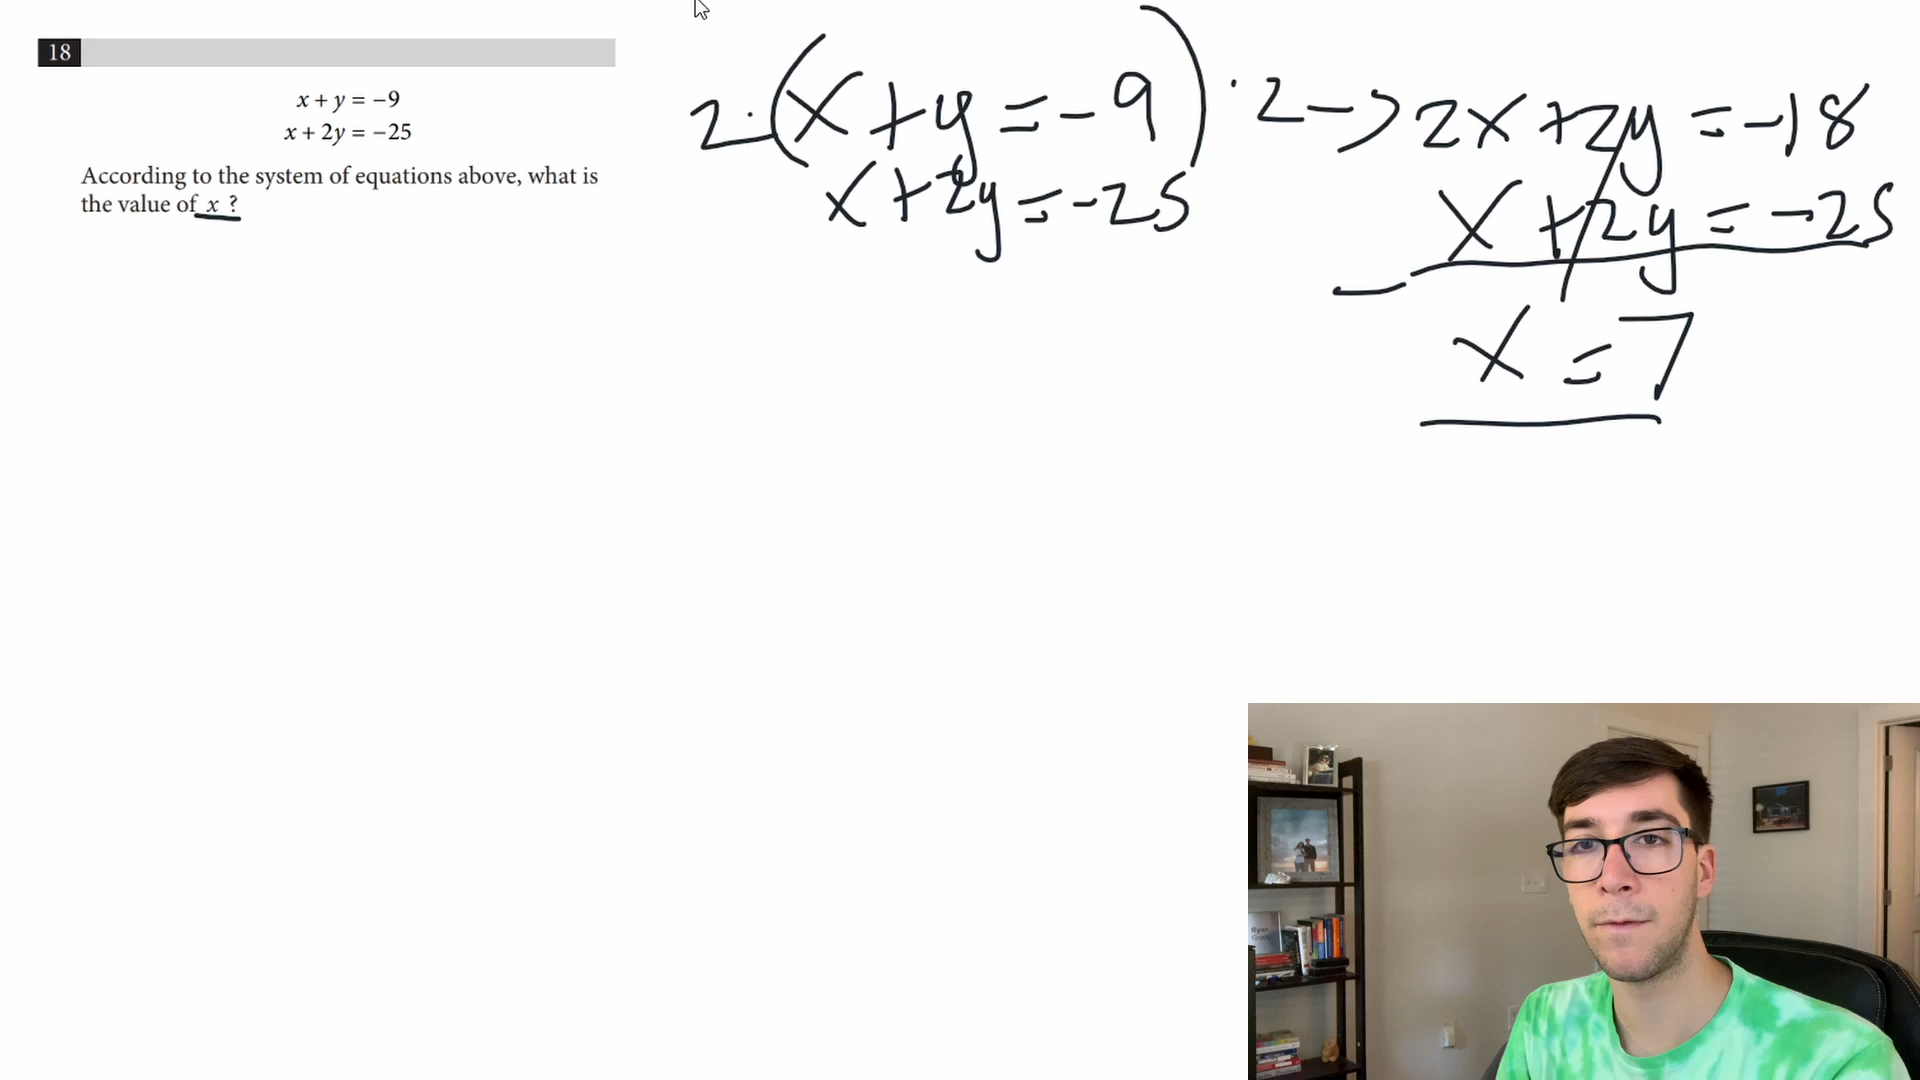 18
x + y = −9
x + 2y = −25
According to the system of equations above, what is
the value of x ?
2·(x + y = -9)·2 -> 2x + 2y = -18
x + 2y = -25
x + 2y = -25
x = 7
Ryan